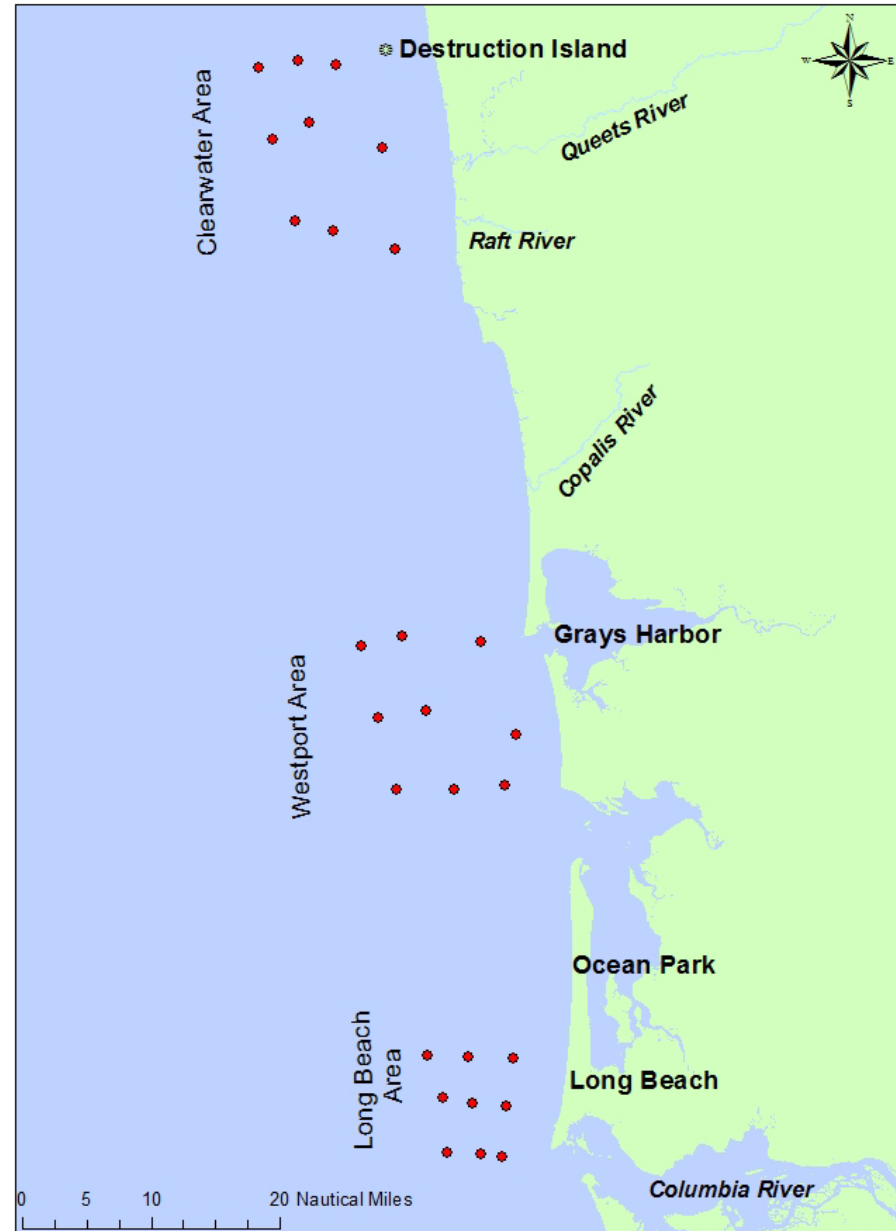 N
W
E
S
Destruction Island
Clearwater Area
Queets River
Raft River
Copalis River
Grays Harbor
Westport Area
Ocean Park
Long Beach
Area
Long Beach
Columbia River
0 5 10 20 Nautical Miles